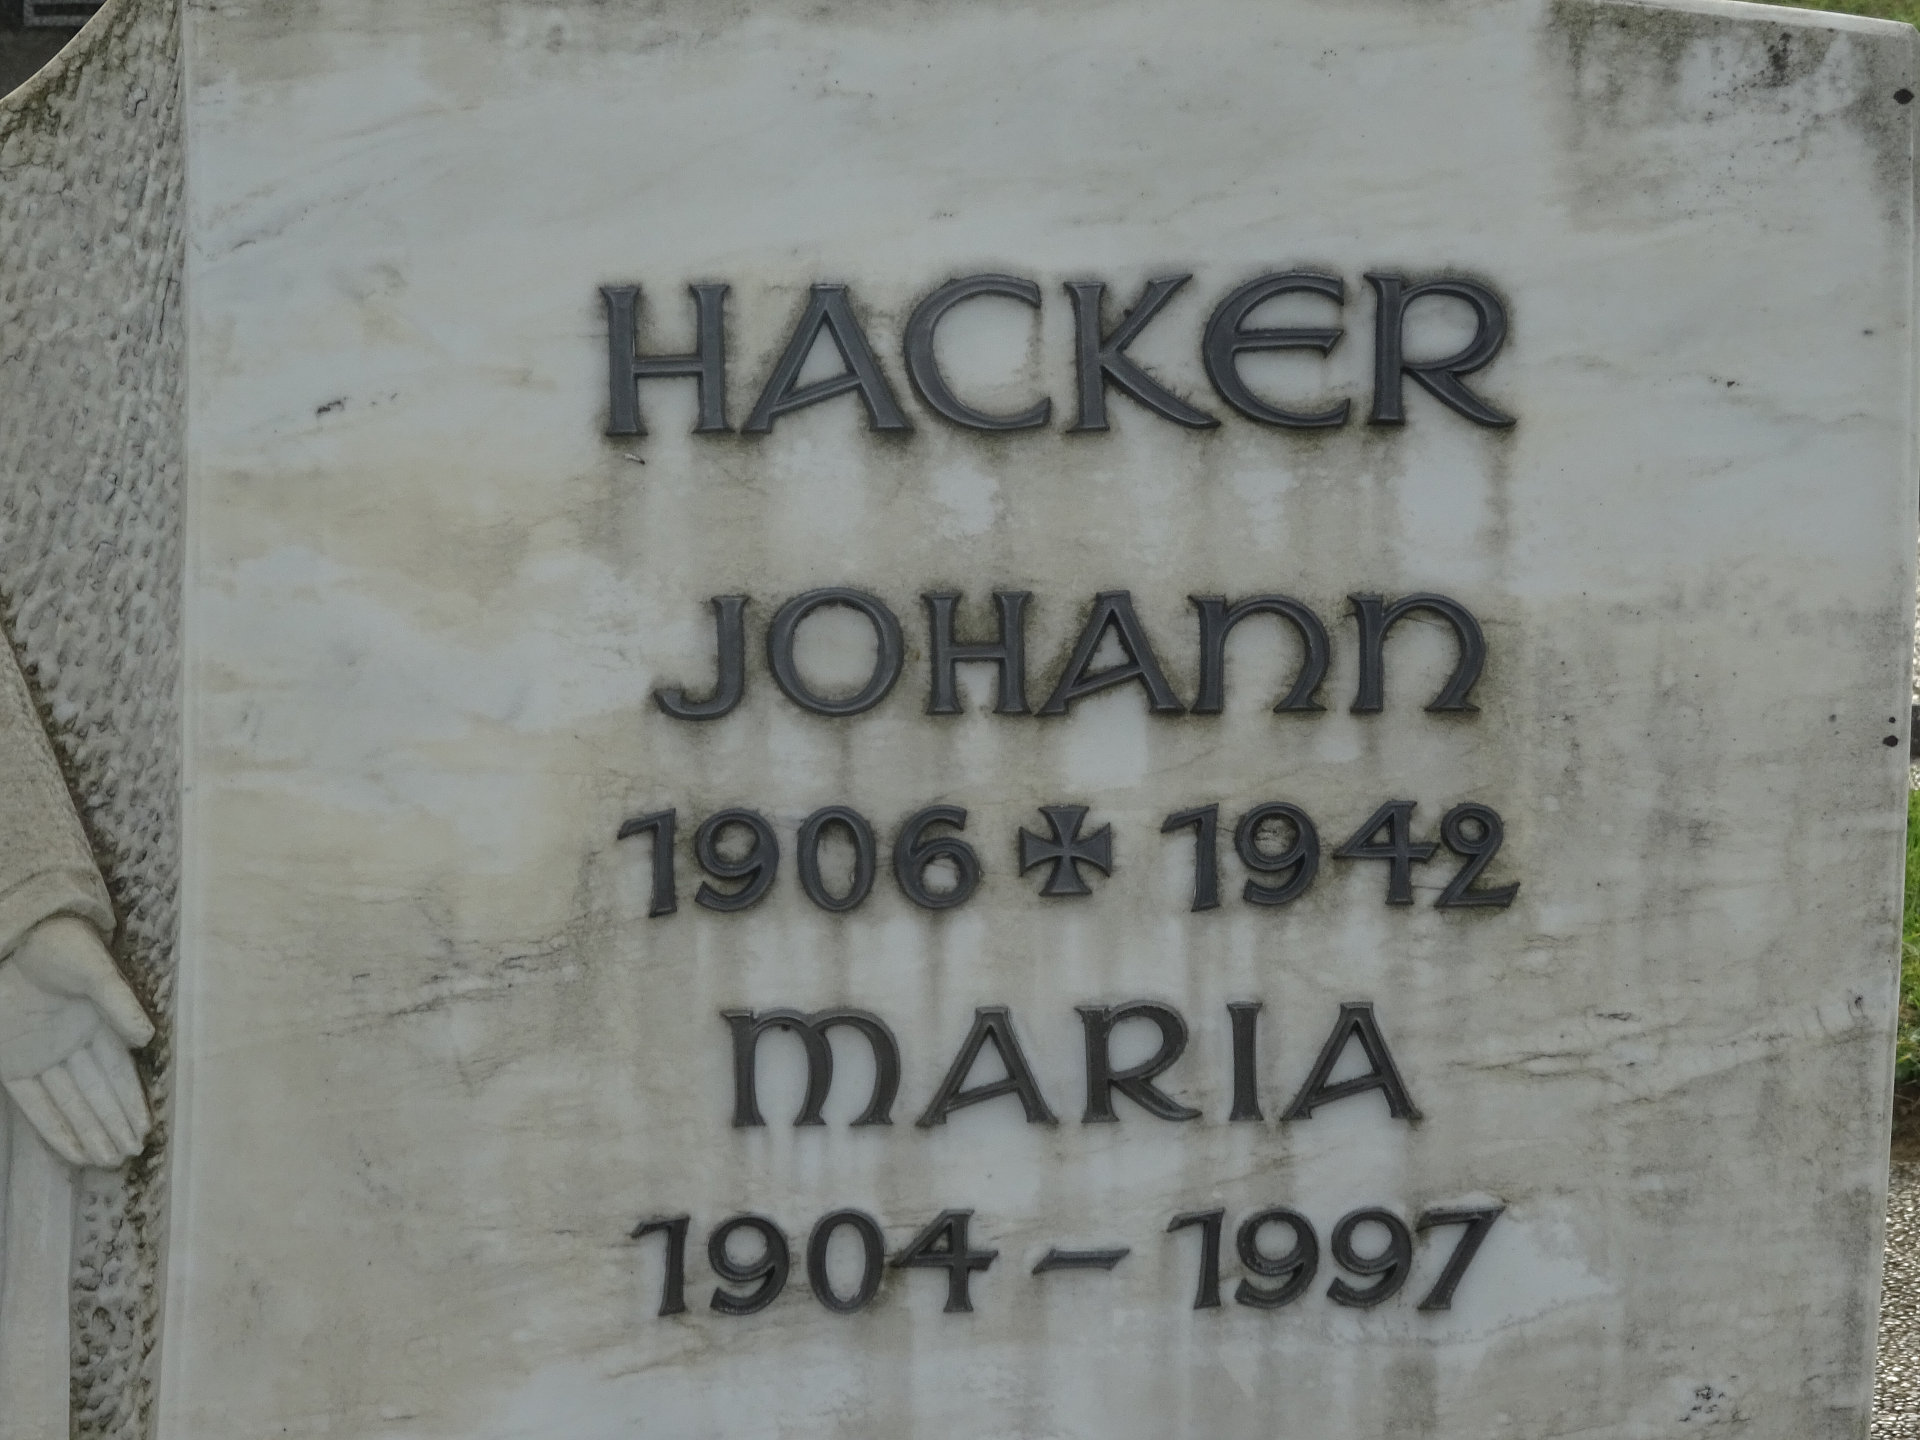 HACKER
JOHANN
1906 ✠ 1942
MARIA
1904 – 1997